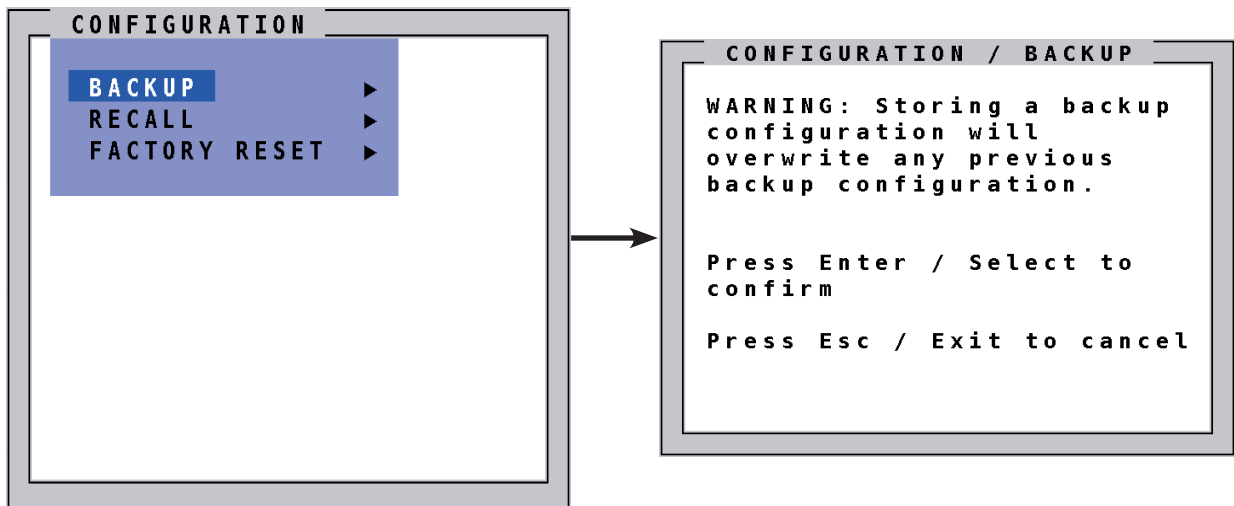 CONFIGURATION
BACKUP ▶
RECALL ▶
FACTORY RESET ▶
CONFIGURATION / BACKUP
WARNING: Storing a backup
configuration will
overwrite any previous
backup configuration.
Press Enter / Select to
confirm
Press Esc / Exit to cancel